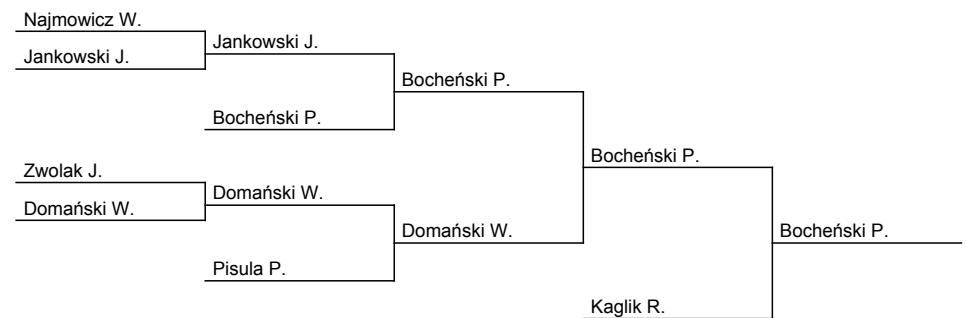 Najmowicz W.
Jankowski J.
Jankowski J.
Bocheński P.
Bocheński P.
Bocheński P.
Zwolak J.
Domański W.
Domański W.
Domański W.
Bocheński P.
Pisula P.
Kaglik R.